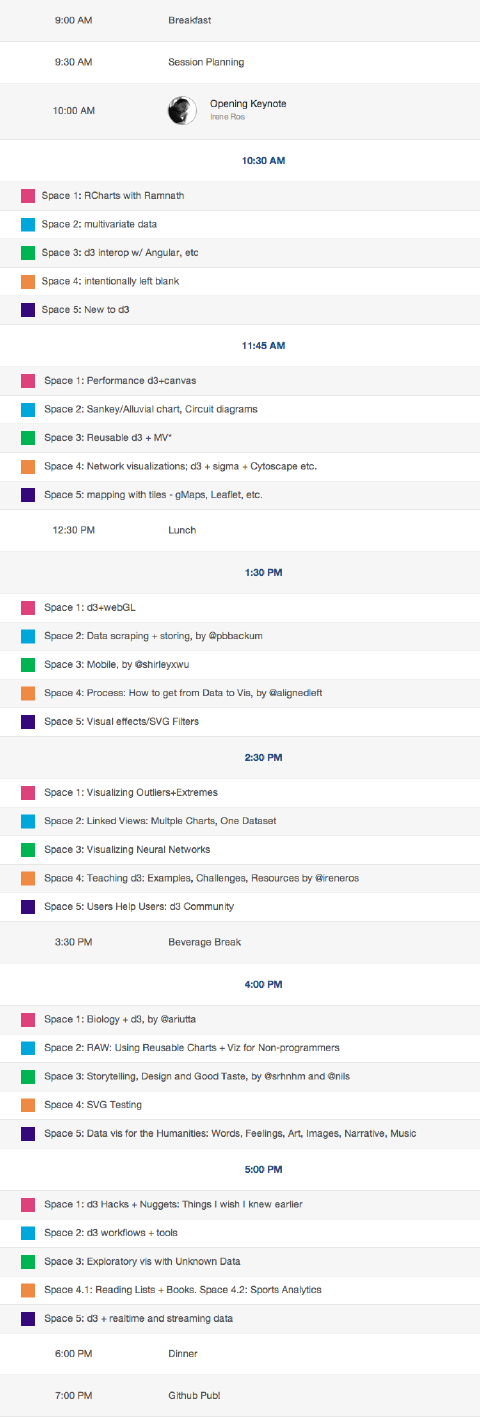 9:00 AM Breakfast
9:30 AM Session Planning
10:00 AM Opening Keynote
Irene Ros
10:30 AM
Space 1: RCharts with Ramnath
Space 2: multivariate data
Space 3: d3 interop w/ Angular, etc
Space 4: intentionally left blank
Space 5: New to d3
11:45 AM
Space 1: Performance d3+canvas
Space 2: Sankey/Alluvial chart, Circuit diagrams
Space 3: Reusable d3 + MV*
Space 4: Network visualizations; d3 + sigma + Cytoscape etc.
Space 5: mapping with tiles - gMaps, Leaflet, etc.
12:30 PM Lunch
1:30 PM
Space 1: d3+webGL
Space 2: Data scraping + storing, by @pbbackum
Space 3: Mobile, by @shirleyxwu
Space 4: Process: How to get from Data to Vis, by @alignedleft
Space 5: Visual effects/SVG Filters
2:30 PM
Space 1: Visualizing Outliers+Extremes
Space 2: Linked Views: Multple Charts, One Dataset
Space 3: Visualizing Neural Networks
Space 4: Teaching d3: Examples, Challenges, Resources by @ireneros
Space 5: Users Help Users: d3 Community
3:30 PM Beverage Break
4:00 PM
Space 1: Biology + d3, by @ariutta
Space 2: RAW: Using Reusable Charts + Viz for Non-programmers
Space 3: Storytelling, Design and Good Taste, by @srhnhm and @nils
Space 4: SVG Testing
Space 5: Data vis for the Humanities: Words, Feelings, Art, Images, Narrative, Music
5:00 PM
Space 1: d3 Hacks + Nuggets: Things I wish I knew earlier
Space 2: d3 workflows + tools
Space 3: Exploratory vis with Unknown Data
Space 4.1: Reading Lists + Books. Space 4.2: Sports Analytics
Space 5: d3 + realtime and streaming data
6:00 PM Dinner
7:00 PM Github Pub!